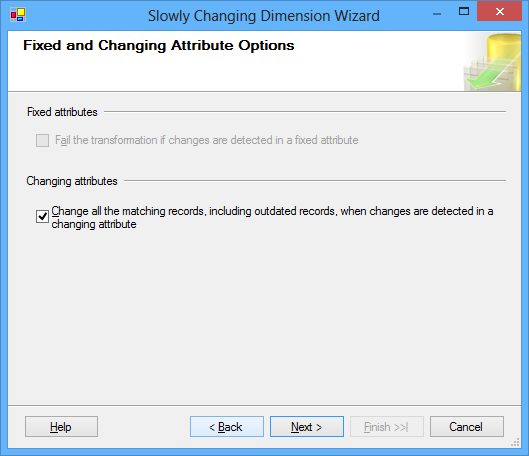 Slowly Changing Dimension Wizard
Fixed and Changing Attribute Options
Fixed attributes
Fail the transformation if changes are detected in a fixed attribute
Changing attributes
Change all the matching records, including outdated records, when changes are detected in a
changing attribute
Help
< Back
Next >
Finish >>|
Cancel